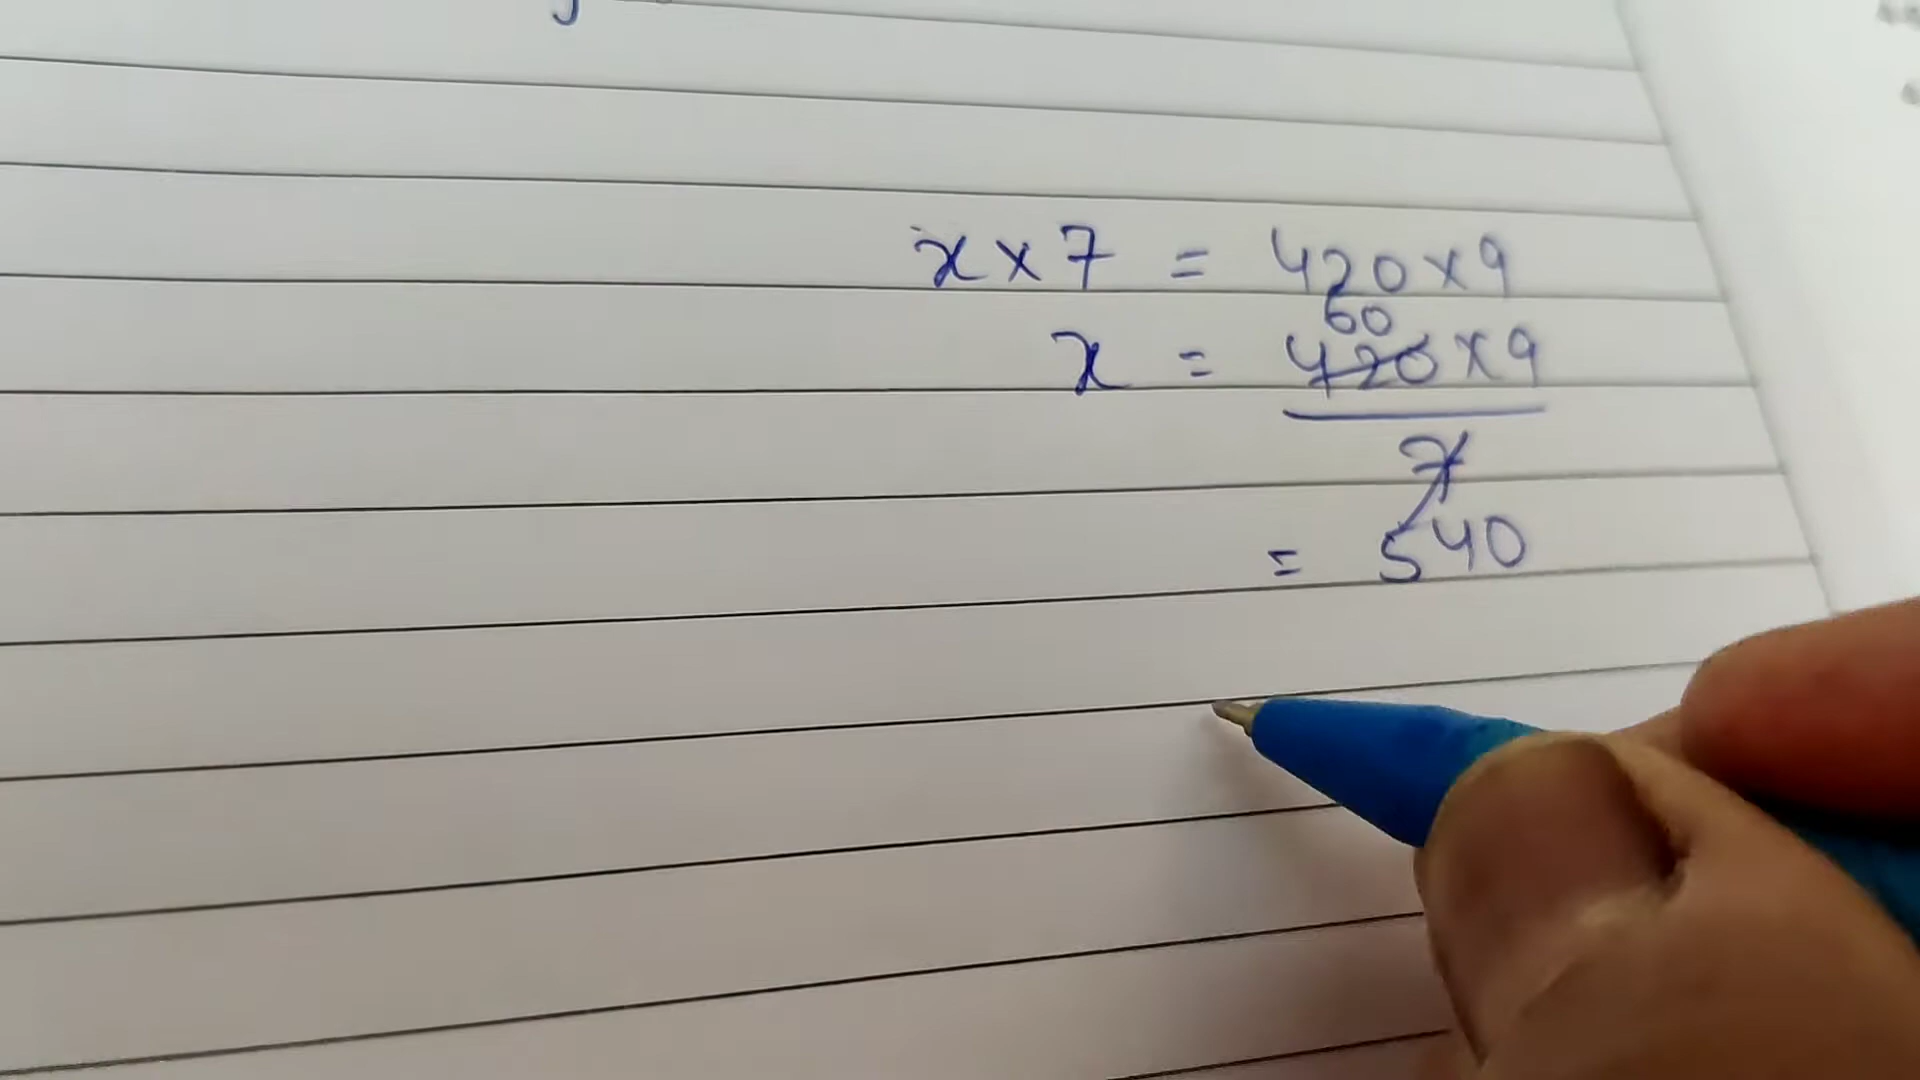 x × 7 = 420 × 9
60
x = 420 × 9
7
= 540